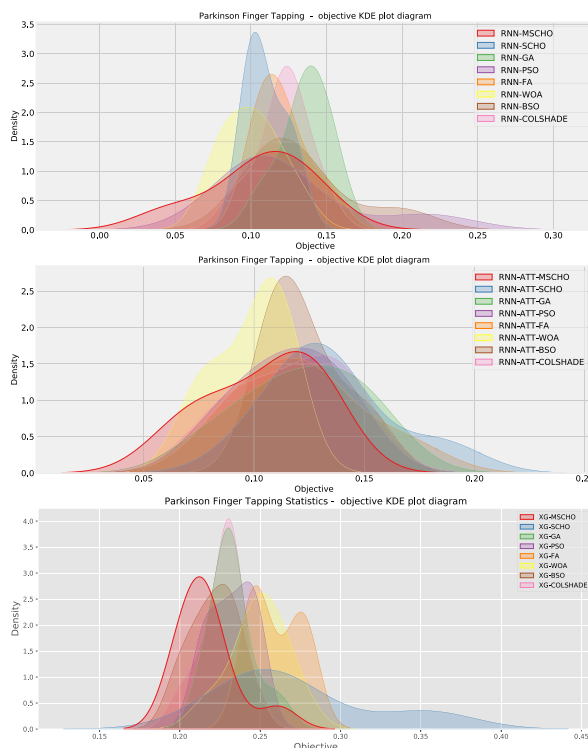 Parkinson Finger Tapping - objective KDE plot diagram
3.5
3.0
2.5
2.0
1.5
1.0
0.5
0.0
Density
0.00 0.05 0.10 0.15 0.20 0.25 0.30
Objective
RNN-MSCHO
RNN-SCHO
RNN-GA
RNN-PSO
RNN-FA
RNN-WOA
RNN-BSO
RNN-COLSHADE
Parkinson Finger Tapping - objective KDE plot diagram
2.5
2.0
1.5
1.0
0.5
0.0
Density
0.05 0.10 0.15 0.20
Objective
RNN-ATT-MSCHO
RNN-ATT-SCHO
RNN-ATT-GA
RNN-ATT-PSO
RNN-ATT-FA
RNN-ATT-WOA
RNN-ATT-BSO
RNN-ATT-COLSHADE
Parkinson Finger Tapping Statistics - objective KDE plot diagram
4.0
3.5
3.0
2.5
2.0
1.5
1.0
0.5
0.0
Density
0.15 0.20 0.25 0.30 0.35 0.40 0.45
Objective
XG-MSCHO
XG-SCHO
XG-GA
XG-PSO
XG-FA
XG-WOA
XG-BSO
XG-COLSHADE